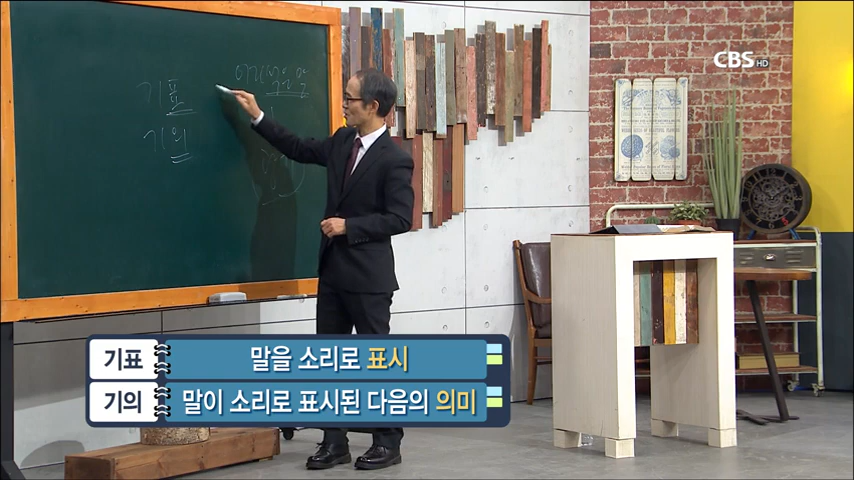 CBS HD
기표
기의
기표 말을 소리로 표시
기의 말이 소리로 표시된 다음의 의미